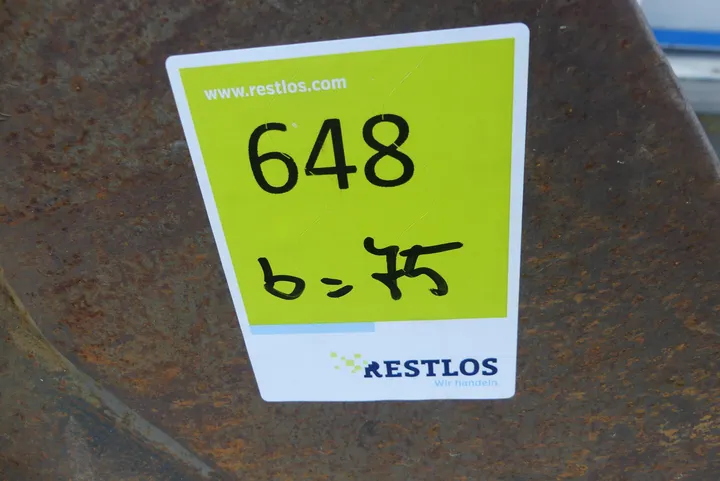 www.restlos.com
648
b = 75
RESTLOS
Wir handeln